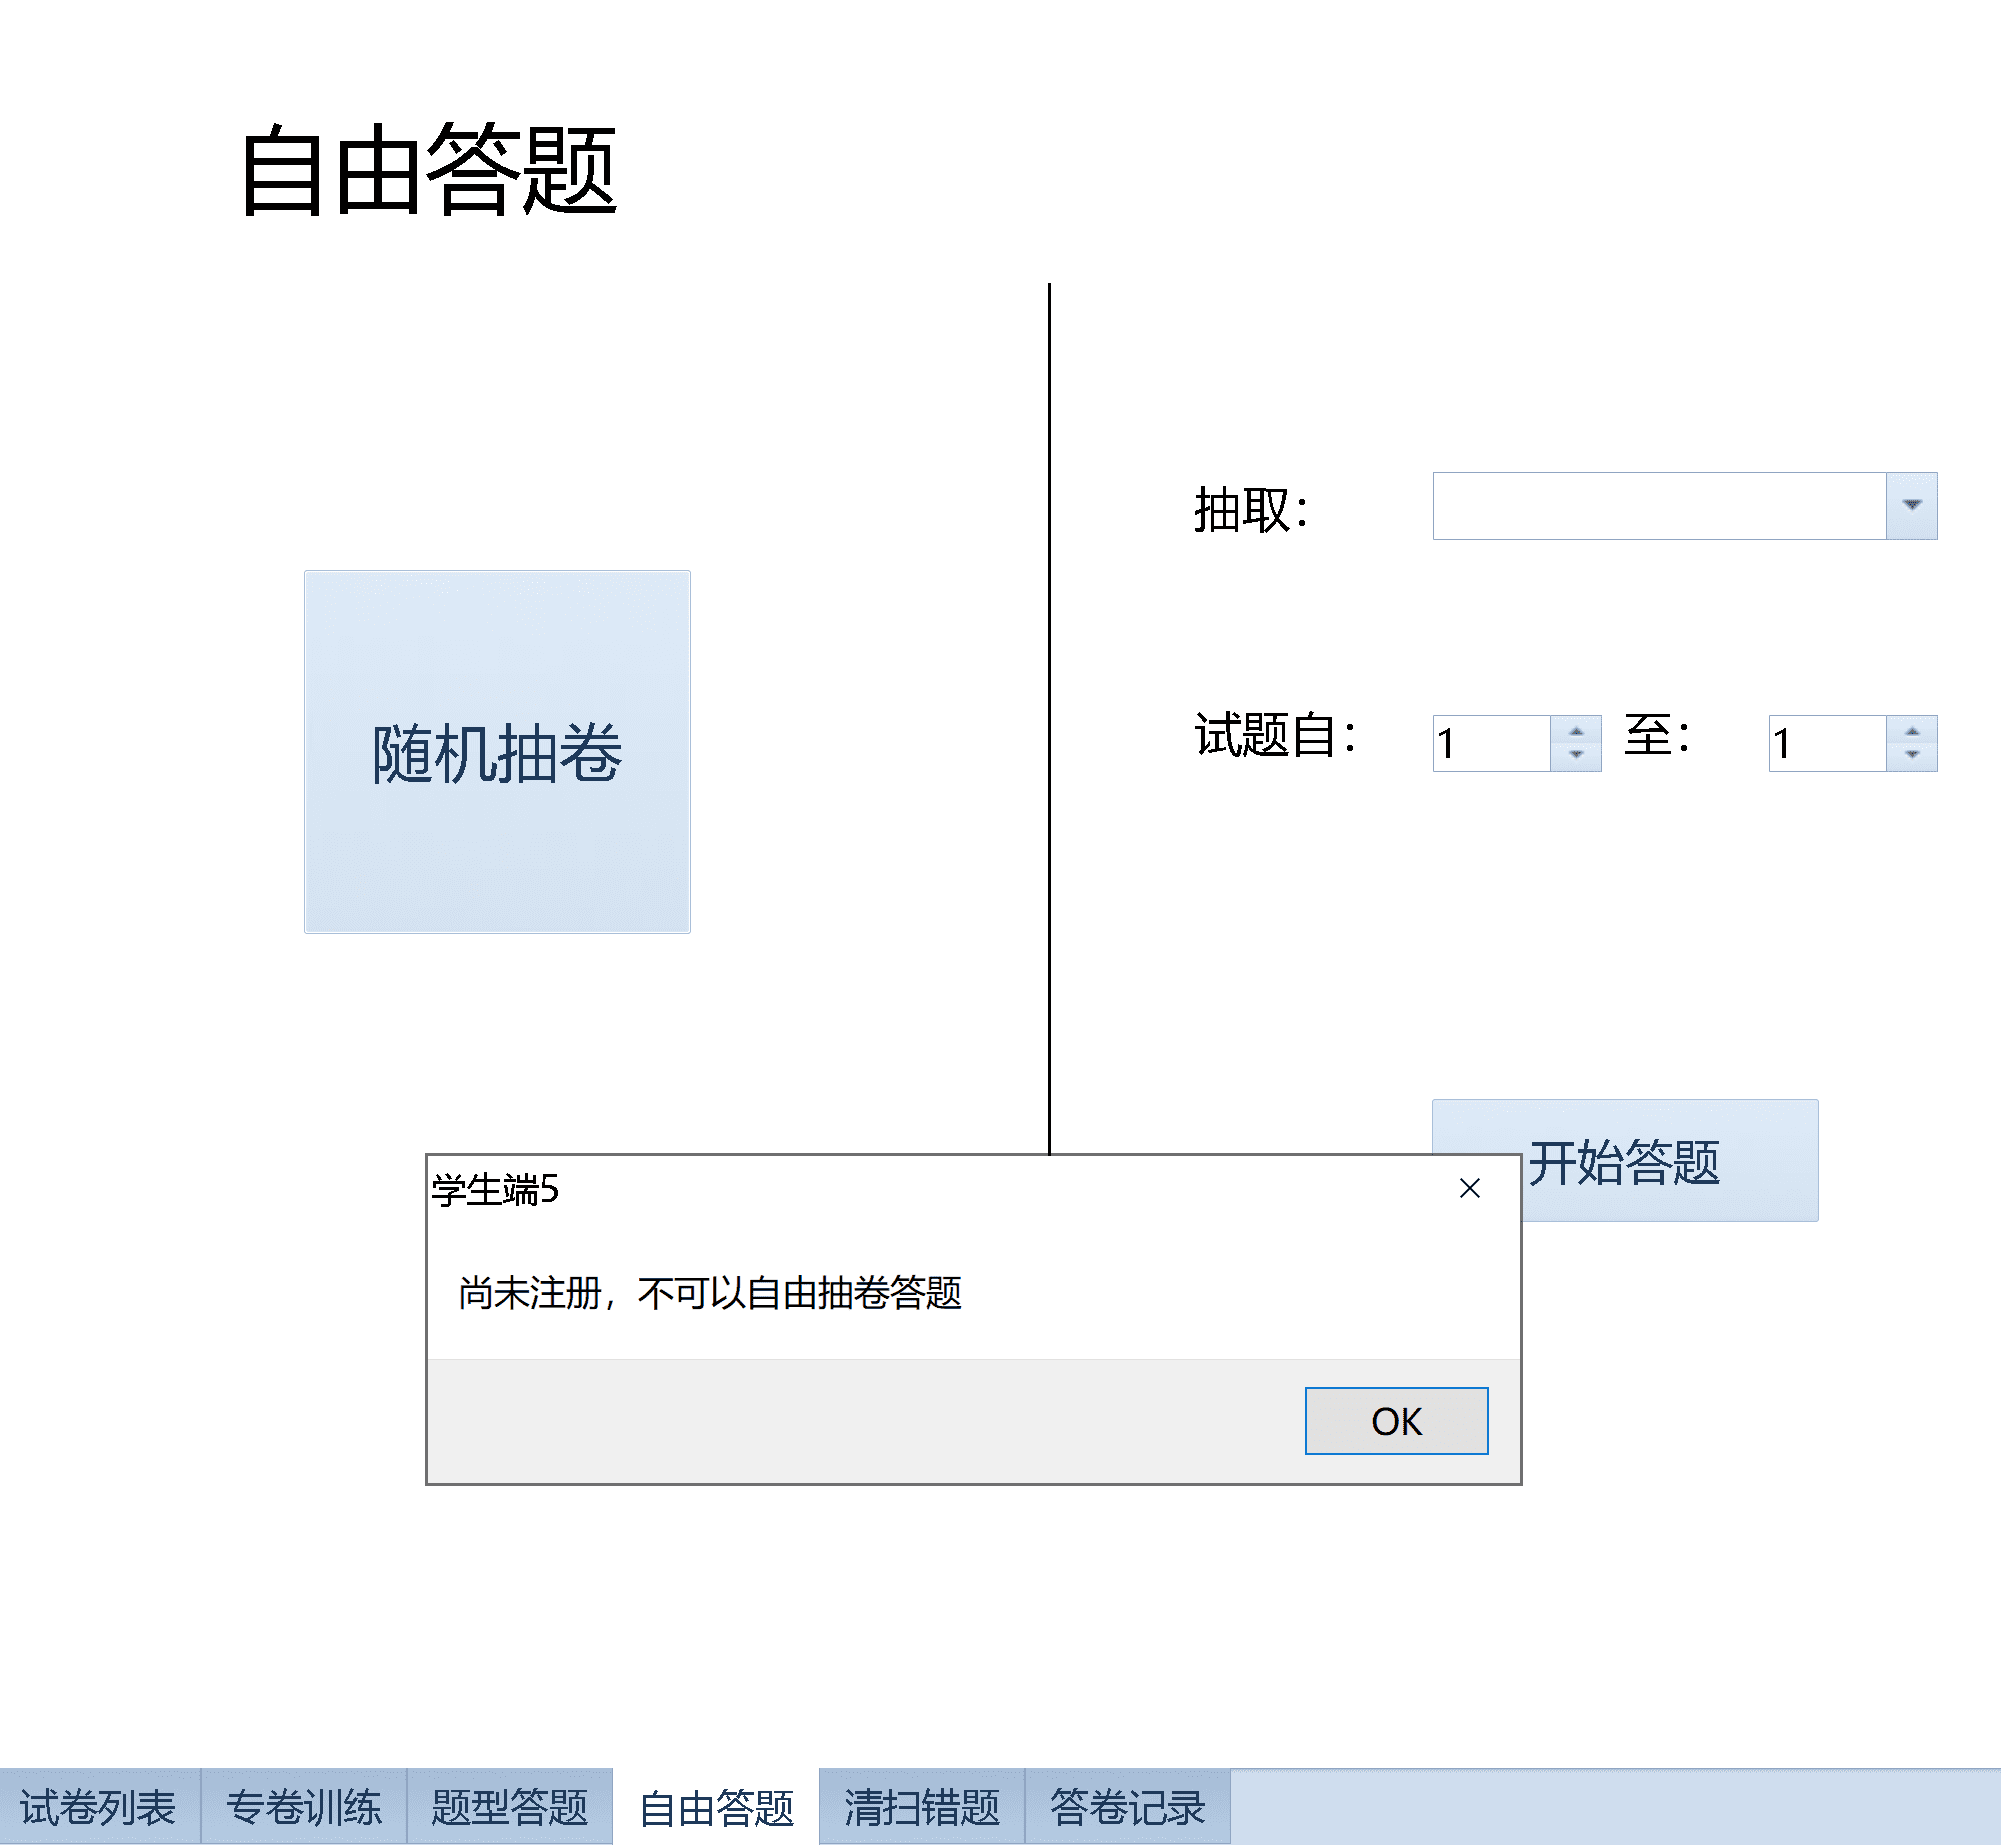 自由答题
随机抽卷
抽取：
试题自： 1 至： 1
开始答题
学生端5
尚未注册，不可以自由抽卷答题
OK
试卷列表 专卷训练 题型答题 自由答题 清扫错题 答卷记录